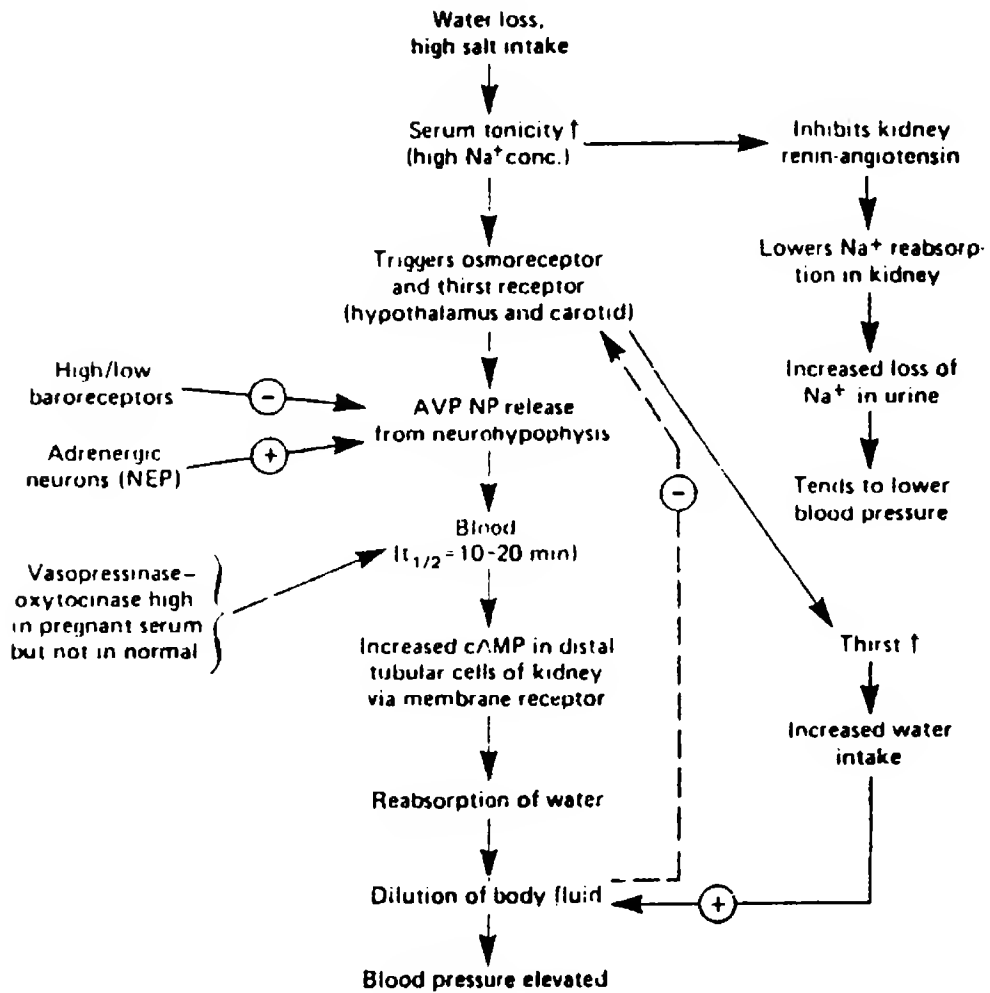 Water loss,
high salt intake
Serum tonicity ↑
(high Na⁺ conc.)
Inhibits kidney
renin-angiotensin
Triggers osmoreceptor
and thirst receptor
(hypothalamus and carotid)
Lowers Na⁺ reabsorp-
tion in kidney
High/low
baroreceptors
−
Adrenergic
neurons (NEP)
+
AVP NP release
from neurohypophysis
Increased loss of
Na⁺ in urine
−
Tends to lower
blood pressure
Blood
(t₁/₂ = 10-20 min)
Vasopressinase–
oxytocinase high
in pregnant serum
but not in normal
Increased cAMP in distal
tubular cells of kidney
via membrane receptor
Thirst ↑
Increased water
intake
Reabsorption of water
Dilution of body fluid
+
Blood pressure elevated